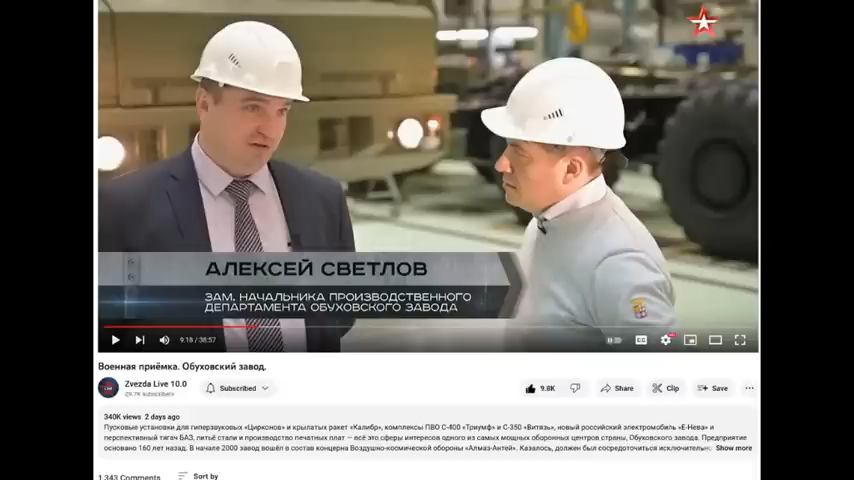 АЛЕКСЕЙ СВЕТЛОВ
ЗАМ. НАЧАЛЬНИКА ПРОИЗВОДСТВЕННОГО
ДЕПАРТАМЕНТА ОБУХОВСКОГО ЗАВОДА
9:18 / 38:57
Военная приёмка. Обуховский завод.
Zvezda Live 10.0
29.7K subscribers
Subscribed
9.8K
Share
Clip
Save
340K views 2 days ago
Пусковые установки для гиперзвуковых «Цирконов» и крылатых ракет «Калибр», комплексы ПВО С-400 «Триумф» и С-350 «Витязь», новый российский электромобиль «Е-Нева» и
перспективный тягач БАЗ, литьё стали и производство печатных плат — всё это сферы интересов одного из самых мощных оборонных центров страны, Обуховского завода. Предприятие
основано 160 лет назад. В начале 2000 завод вошёл в состав концерна Воздушно-космической обороны «Алмаз-Антей». Казалось, должен был сосредоточиться исключительно Show more
1,343 Comments
Sort by